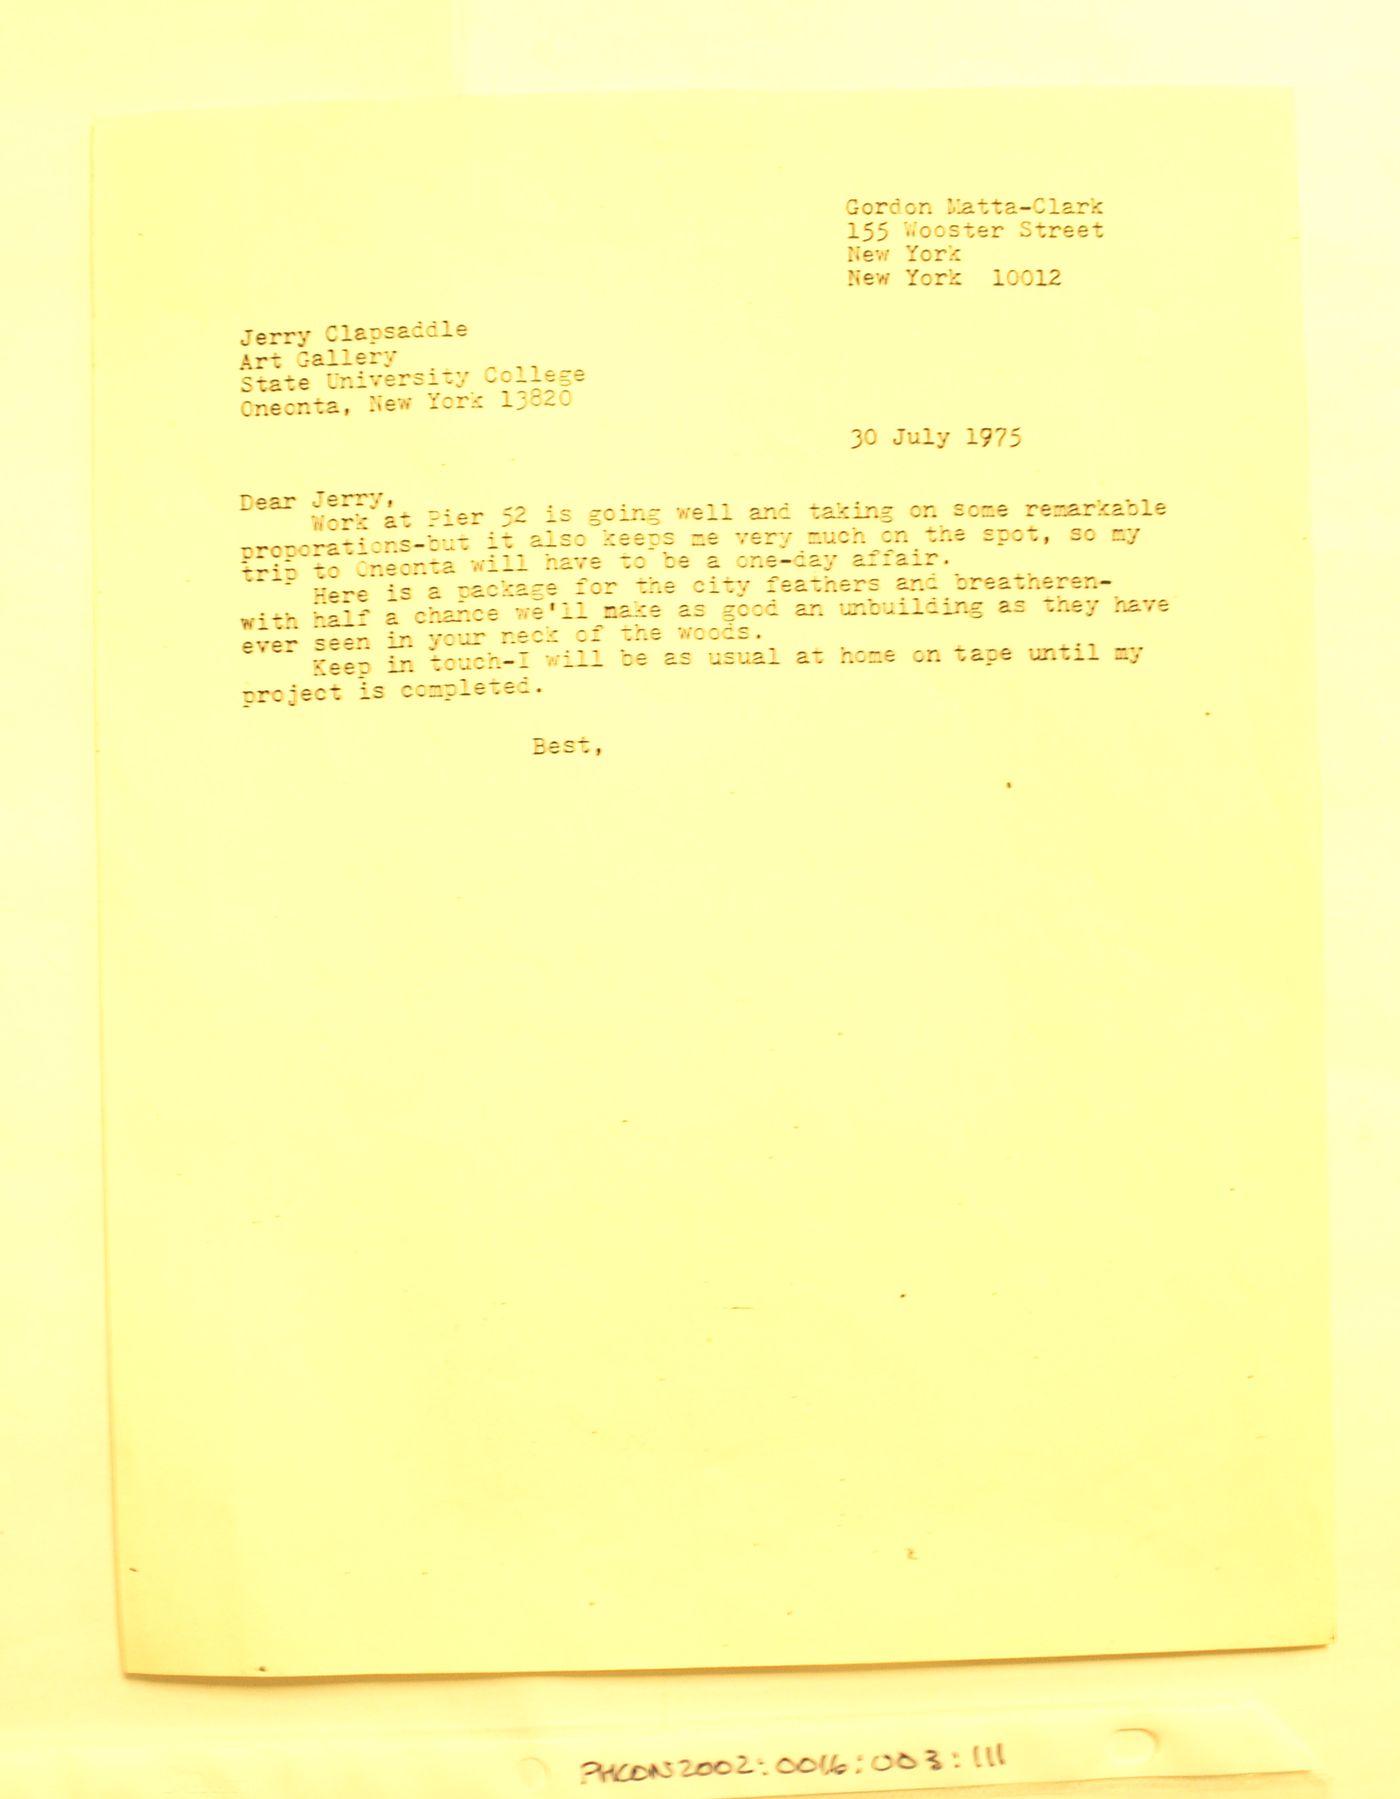 Gordon Matta-Clark
155 Wooster Street
New York
New York  10012
Jerry Clapsaddle
Art Gallery
State University College
Oneonta, New York 13820
30 July 1975
Dear Jerry,
Work at Pier 52 is going well and taking on some remarkable
proporations-but it also keeps me very much on the spot, so my
trip to Oneonta will have to be a one-day affair.
Here is a package for the city feathers and breatheren-
with half a chance we'll make as good an unbuilding as they have
ever seen in your neck of the woods.
Keep in touch-I will be as usual at home on tape until my
project is completed.
Best,
PHCON2002:0016:003:111